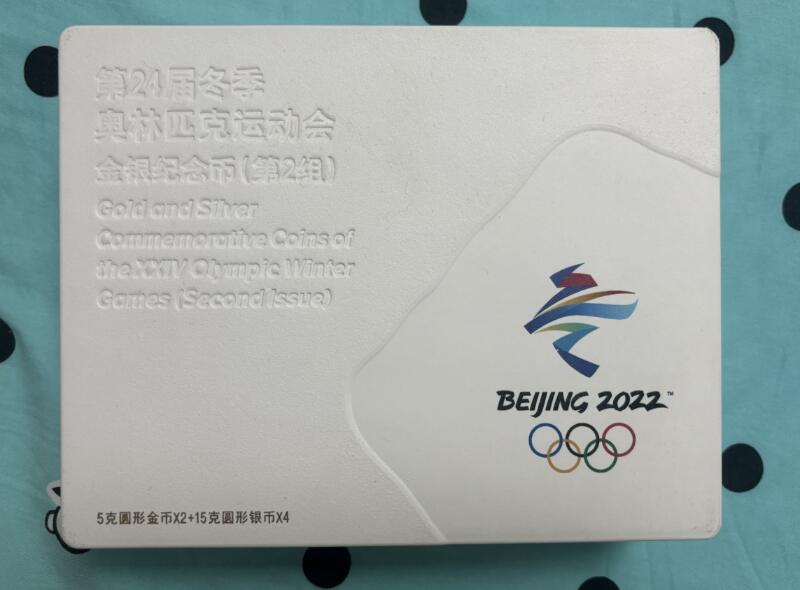 第24届冬季
奥林匹克运动会
金银纪念币(第2组)
Gold and Silver
Commemorative Coins of
the XXIV Olympic Winter
Games (Second Issue)
BEIJING 2022™
5克圆形金币X2+15克圆形银币X4